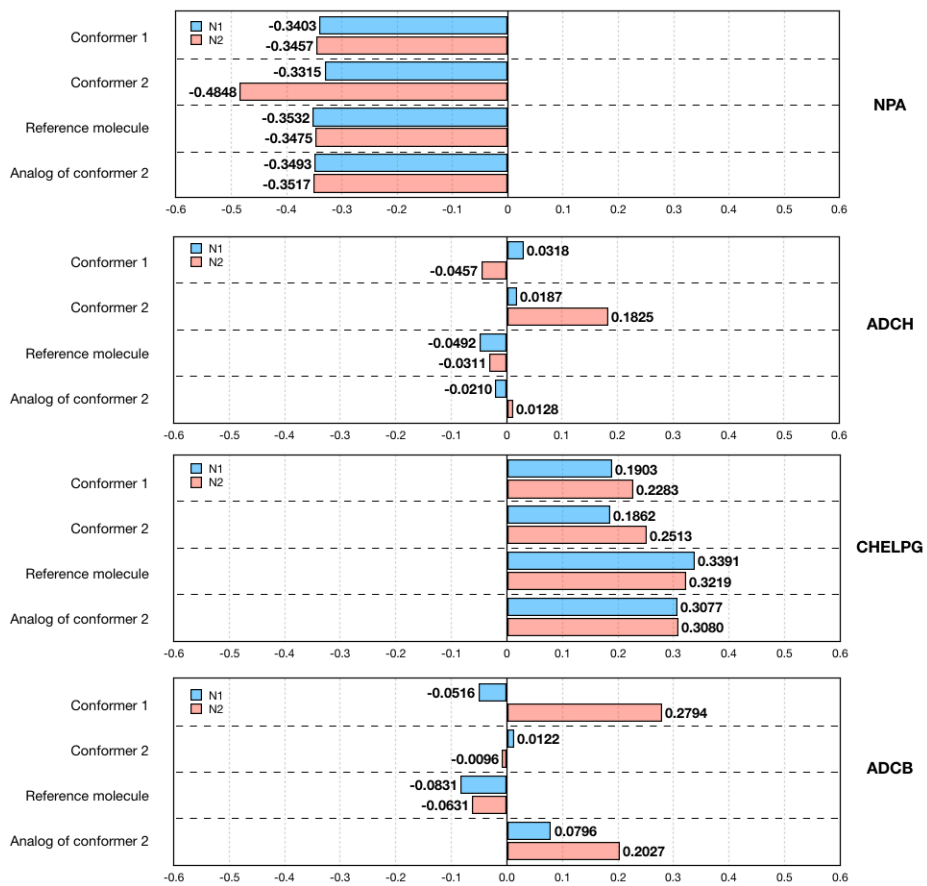 N1
N2
Conformer 1
-0.3403
-0.3457
Conformer 2
-0.3315
-0.4848
Reference molecule
-0.3532
-0.3475
Analog of conformer 2
-0.3493
-0.3517
NPA
-0.6 -0.5 -0.4 -0.3 -0.2 -0.1 0 0.1 0.2 0.3 0.4 0.5 0.6
N1
N2
Conformer 1
0.0318
-0.0457
Conformer 2
0.0187
0.1825
Reference molecule
-0.0492
-0.0311
Analog of conformer 2
-0.0210
0.0128
ADCH
-0.6 -0.5 -0.4 -0.3 -0.2 -0.1 0 0.1 0.2 0.3 0.4 0.5 0.6
N1
N2
Conformer 1
0.1903
0.2283
Conformer 2
0.1862
0.2513
Reference molecule
0.3391
0.3219
Analog of conformer 2
0.3077
0.3080
CHELPG
-0.6 -0.5 -0.4 -0.3 -0.2 -0.1 0 0.1 0.2 0.3 0.4 0.5 0.6
N1
N2
Conformer 1
-0.0516
0.2794
Conformer 2
0.0122
-0.0096
Reference molecule
-0.0831
-0.0631
Analog of conformer 2
0.0796
0.2027
ADCB
-0.6 -0.5 -0.4 -0.3 -0.2 -0.1 0 0.1 0.2 0.3 0.4 0.5 0.6